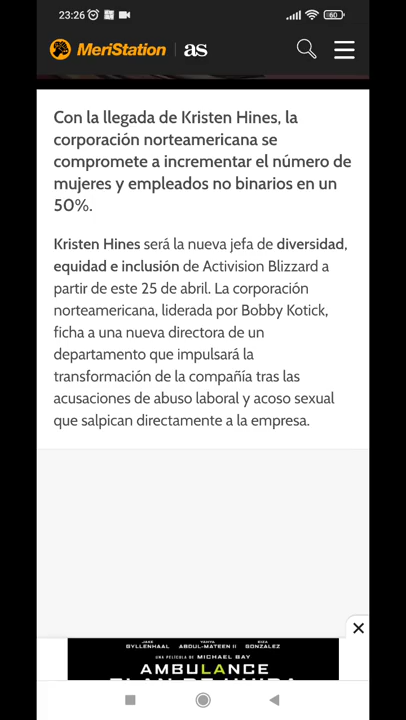 23:26 60
MeriStation as
Con la llegada de Kristen Hines, la
corporación norteamericana se
compromete a incrementar el número de
mujeres y empleados no binarios en un
50%.
Kristen Hines será la nueva jefa de diversidad,
equidad e inclusión de Activision Blizzard a
partir de este 25 de abril. La corporación
norteamericana, liderada por Bobby Kotick,
ficha a una nueva directora de un
departamento que impulsará la
transformación de la compañía tras las
acusaciones de abuso laboral y acoso sexual
que salpican directamente a la empresa.
JAKE YAHYA EIZA
GYLLENHAAL ABDUL-MATEEN II GONZALEZ
UNA PELÍCULA DE MICHAEL BAY
AMBULANCE
PLAN DE HUIDA